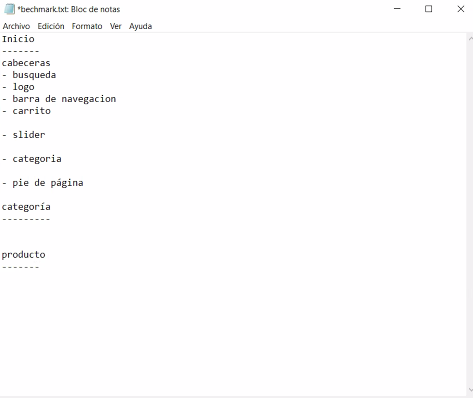 *bechmark.txt: Bloc de notas
Archivo Edición Formato Ver Ayuda
Inicio
-------
cabeceras
- busqueda
- logo
- barra de navegacion
- carrito
- slider
- categoria
- pie de página
categoría
---------
producto
-------